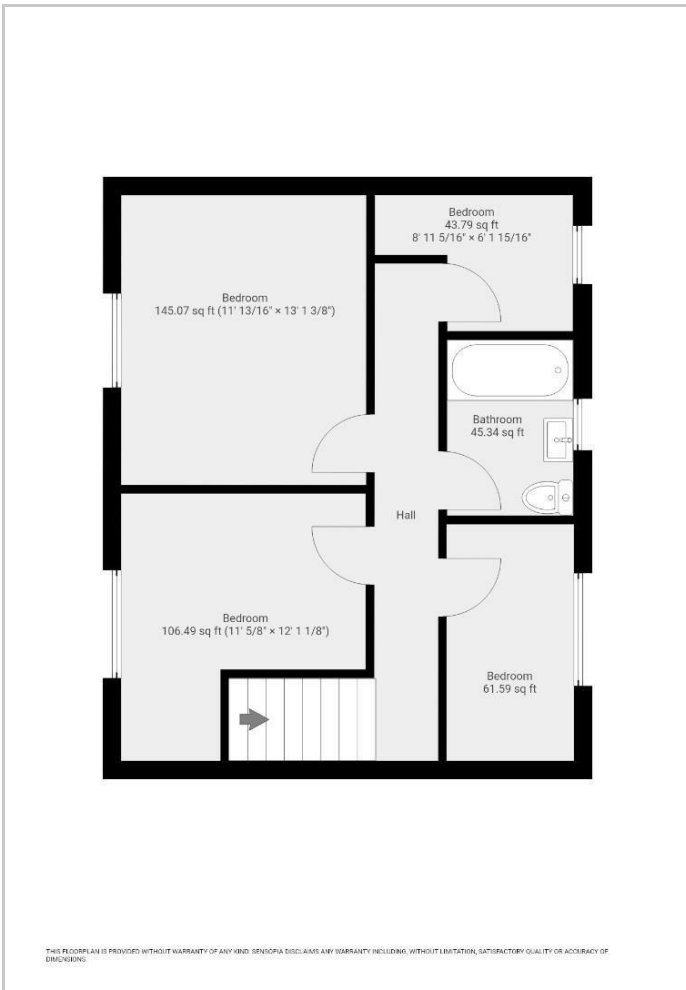 Bedroom
43.79 sq ft
8' 11 5/16" × 6' 1 15/16"
Bedroom
145.07 sq ft (11' 13/16" × 13' 1 3/8")
Bathroom
45.34 sq ft
Hall
Bedroom
106.49 sq ft (11' 5/8" × 12' 1 1/8")
Bedroom
61.59 sq ft
THIS FLOORPLAN IS PROVIDED WITHOUT WARRANTY OF ANY KIND. SENSOPIA DISCLAIMS ANY WARRANTY INCLUDING, WITHOUT LIMITATION, SATISFACTORY QUALITY OR ACCURACY OF
DIMENSIONS.